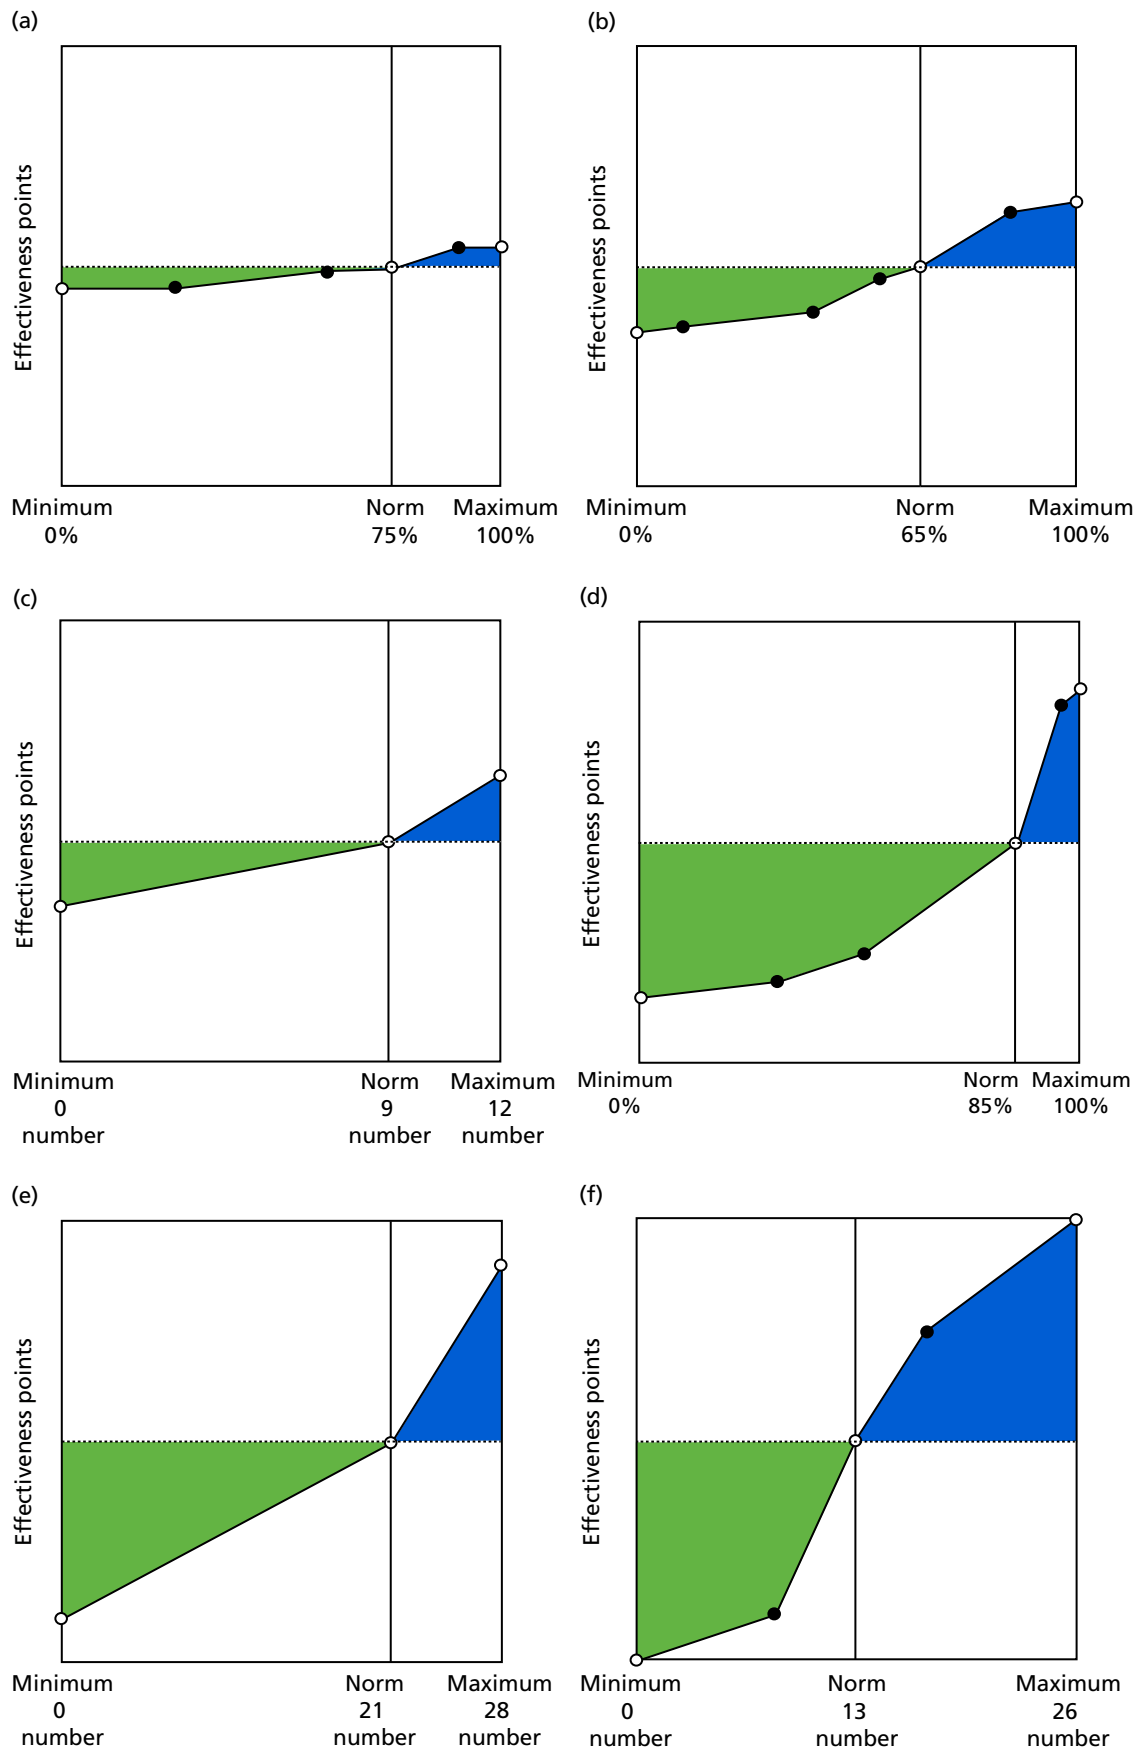 (a)
Effectiveness points
Minimum Norm Maximum
0% 75% 100%
(b)
Effectiveness points
Minimum Norm Maximum
0% 65% 100%
(c)
Effectiveness points
Minimum Norm Maximum
0 9 12
number number number
(d)
Effectiveness points
Minimum Norm Maximum
0% 85% 100%
(e)
Effectiveness points
Minimum Norm Maximum
0 21 28
number number number
(f)
Effectiveness points
Minimum Norm Maximum
0 13 26
number number number